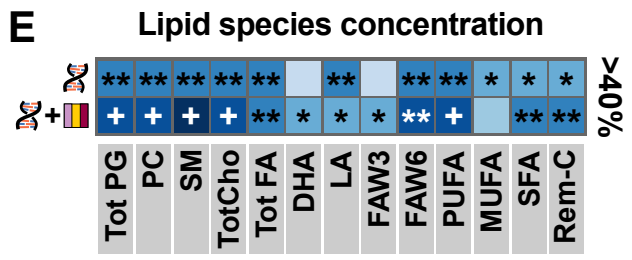 E Lipid species concentration
** ** ** ** ** ** ** ** * * *
+ + + + + ** * * * ** + ** **
>40%
Tot PG
PC
SM
TotCho
Tot FA
DHA
LA
FAW3
FAW6
PUFA
MUFA
SFA
Rem-C